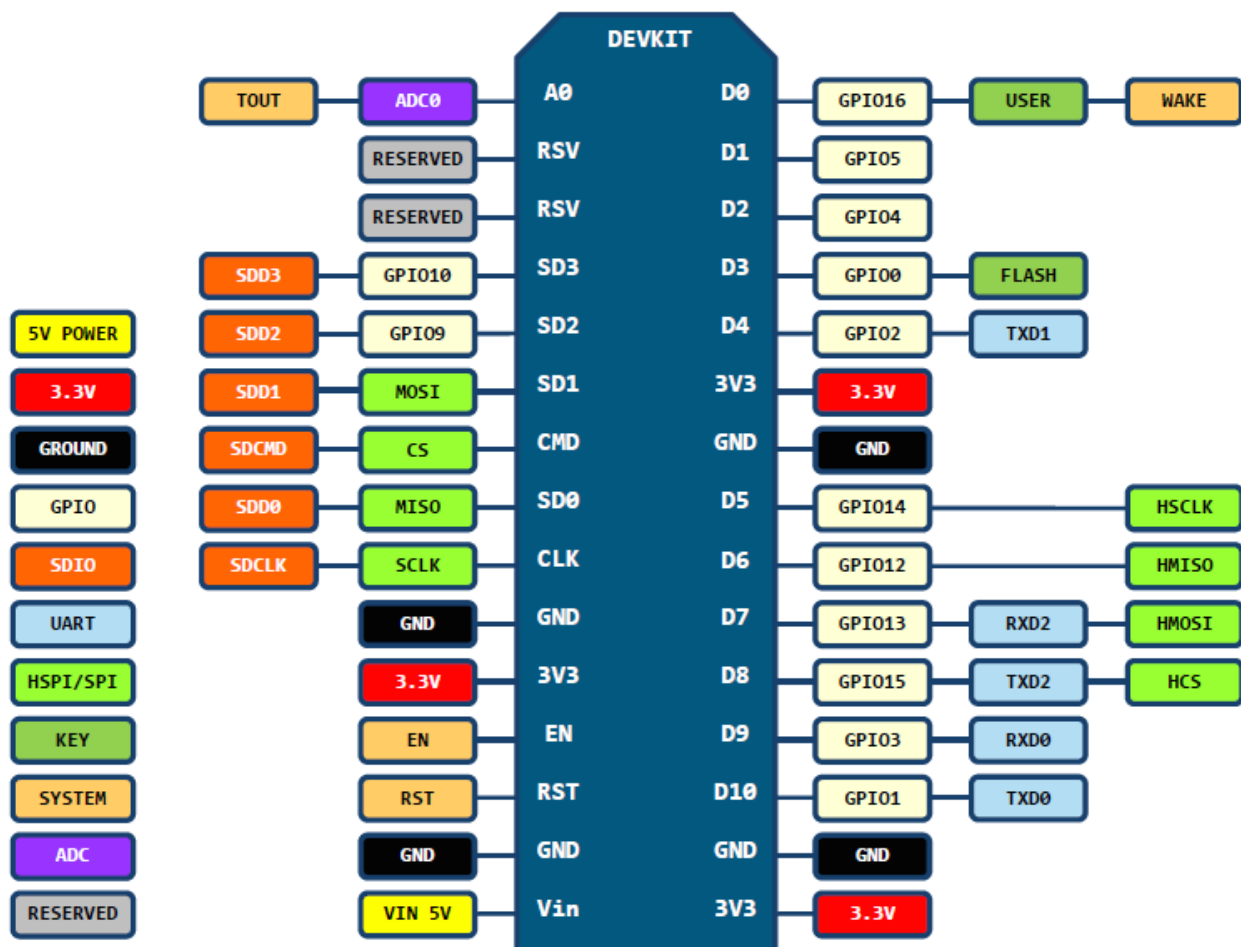 DEVKIT
TOUT ADC0 A0 D0 GPIO16 USER WAKE
RESERVED RSV D1 GPIO5
RESERVED RSV D2 GPIO4
SDD3 GPIO10 SD3 D3 GPIO0 FLASH
5V POWER SDD2 GPIO9 SD2 D4 GPIO2 TXD1
3.3V SDD1 MOSI SD1 3V3 3.3V
GROUND SDCMD CS CMD GND GND
GPIO SDD0 MISO SD0 D5 GPIO14 HSCLK
SDIO SDCLK SCLK CLK D6 GPIO12 HMISO
UART GND GND D7 GPIO13 RXD2 HMOSI
HSPI/SPI 3.3V 3V3 D8 GPIO15 TXD2 HCS
KEY EN EN D9 GPIO3 RXD0
SYSTEM RST RST D10 GPIO1 TXD0
ADC GND GND GND GND
RESERVED VIN 5V Vin 3V3 3.3V